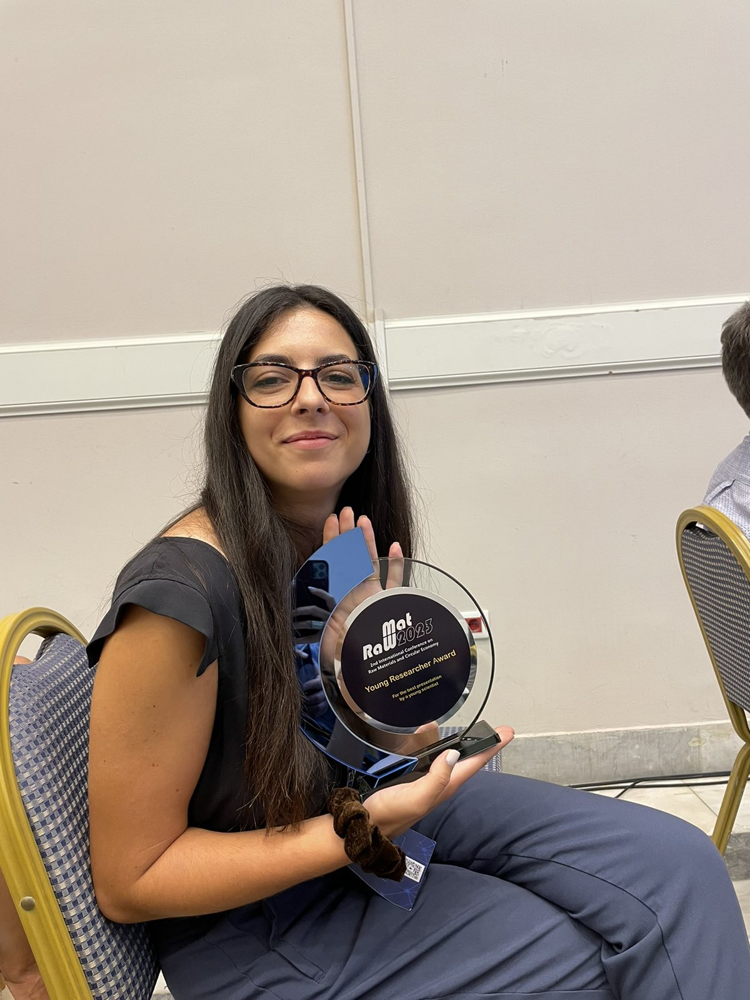 Mat
RaW2023
2nd International Conference on
Raw Materials and Circular Economy
Young Researcher Award
For the best presentation
by a young scientist